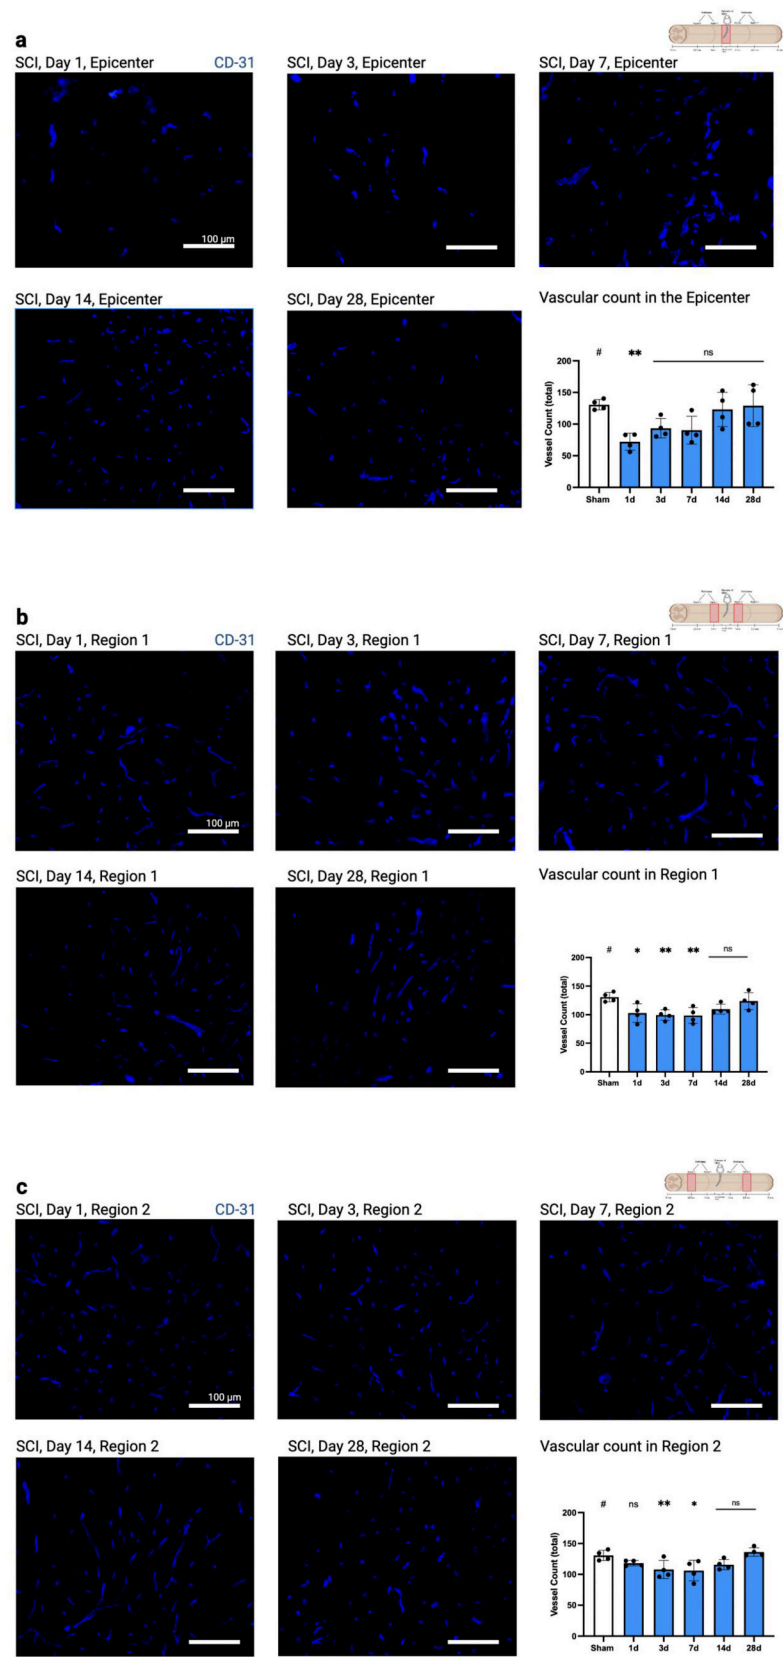 a
SCI, Day 1, Epicenter CD-31
100 µm
SCI, Day 3, Epicenter
SCI, Day 7, Epicenter
SCI, Day 14, Epicenter
SCI, Day 28, Epicenter
Vascular count in the Epicenter
# ** ns
Vessel Count (total)
200
150
100
50
0
Sham 1d 3d 7d 14d 28d
b
SCI, Day 1, Region 1 CD-31
100 µm
SCI, Day 3, Region 1
SCI, Day 7, Region 1
SCI, Day 14, Region 1
SCI, Day 28, Region 1
Vascular count in Region 1
# * ** ** ns
Vessel Count (total)
200
150
100
50
0
Sham 1d 3d 7d 14d 28d
c
SCI, Day 1, Region 2 CD-31
100 µm
SCI, Day 3, Region 2
SCI, Day 7, Region 2
SCI, Day 14, Region 2
SCI, Day 28, Region 2
Vascular count in Region 2
# ns ** * ns
Vessel Count (total)
200
150
100
50
0
Sham 1d 3d 7d 14d 28d